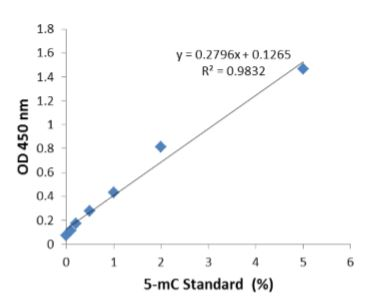 1.8
1.6
1.4
1.2
1
0.8
0.6
0.4
0.2
0
OD 450 nm
y = 0.2796x + 0.1265
R² = 0.9832
0 1 2 3 4 5 6
5-mC Standard (%)